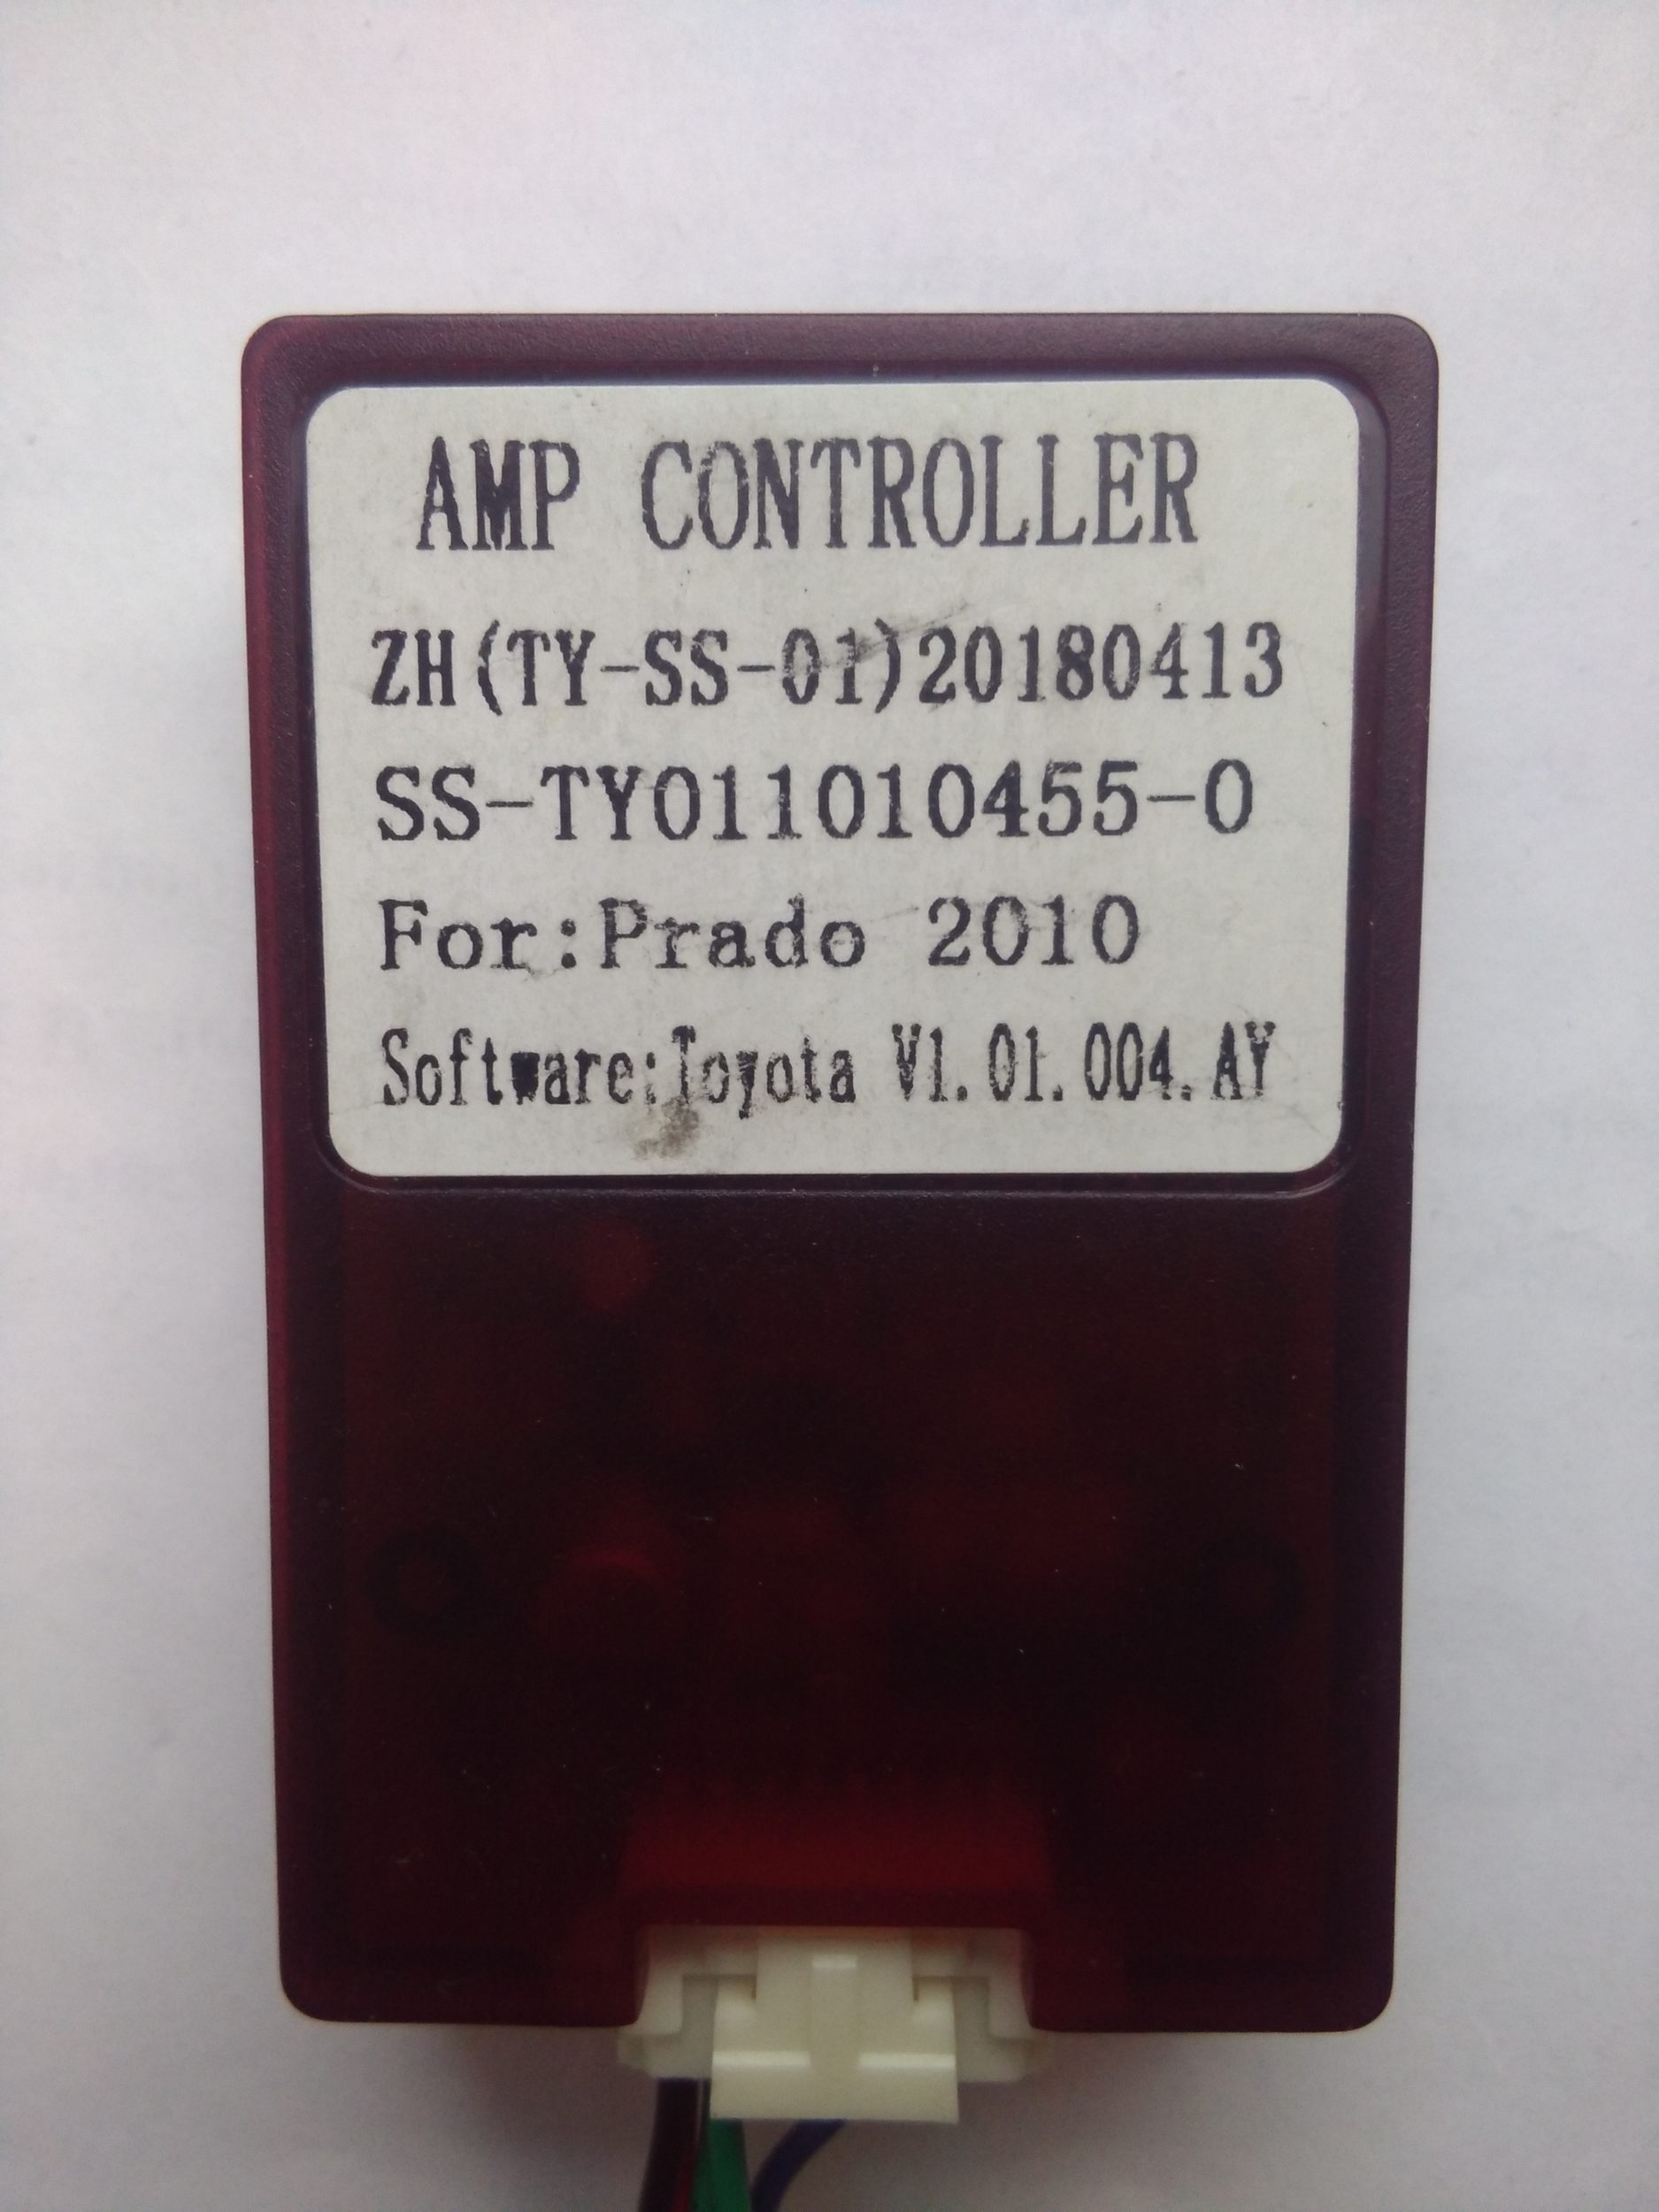 AMP CONTROLLER
ZH(TY-SS-01)20180413
SS-TY011010455-0
For:Prado 2010
Software:Toyota V1.01.004.AY